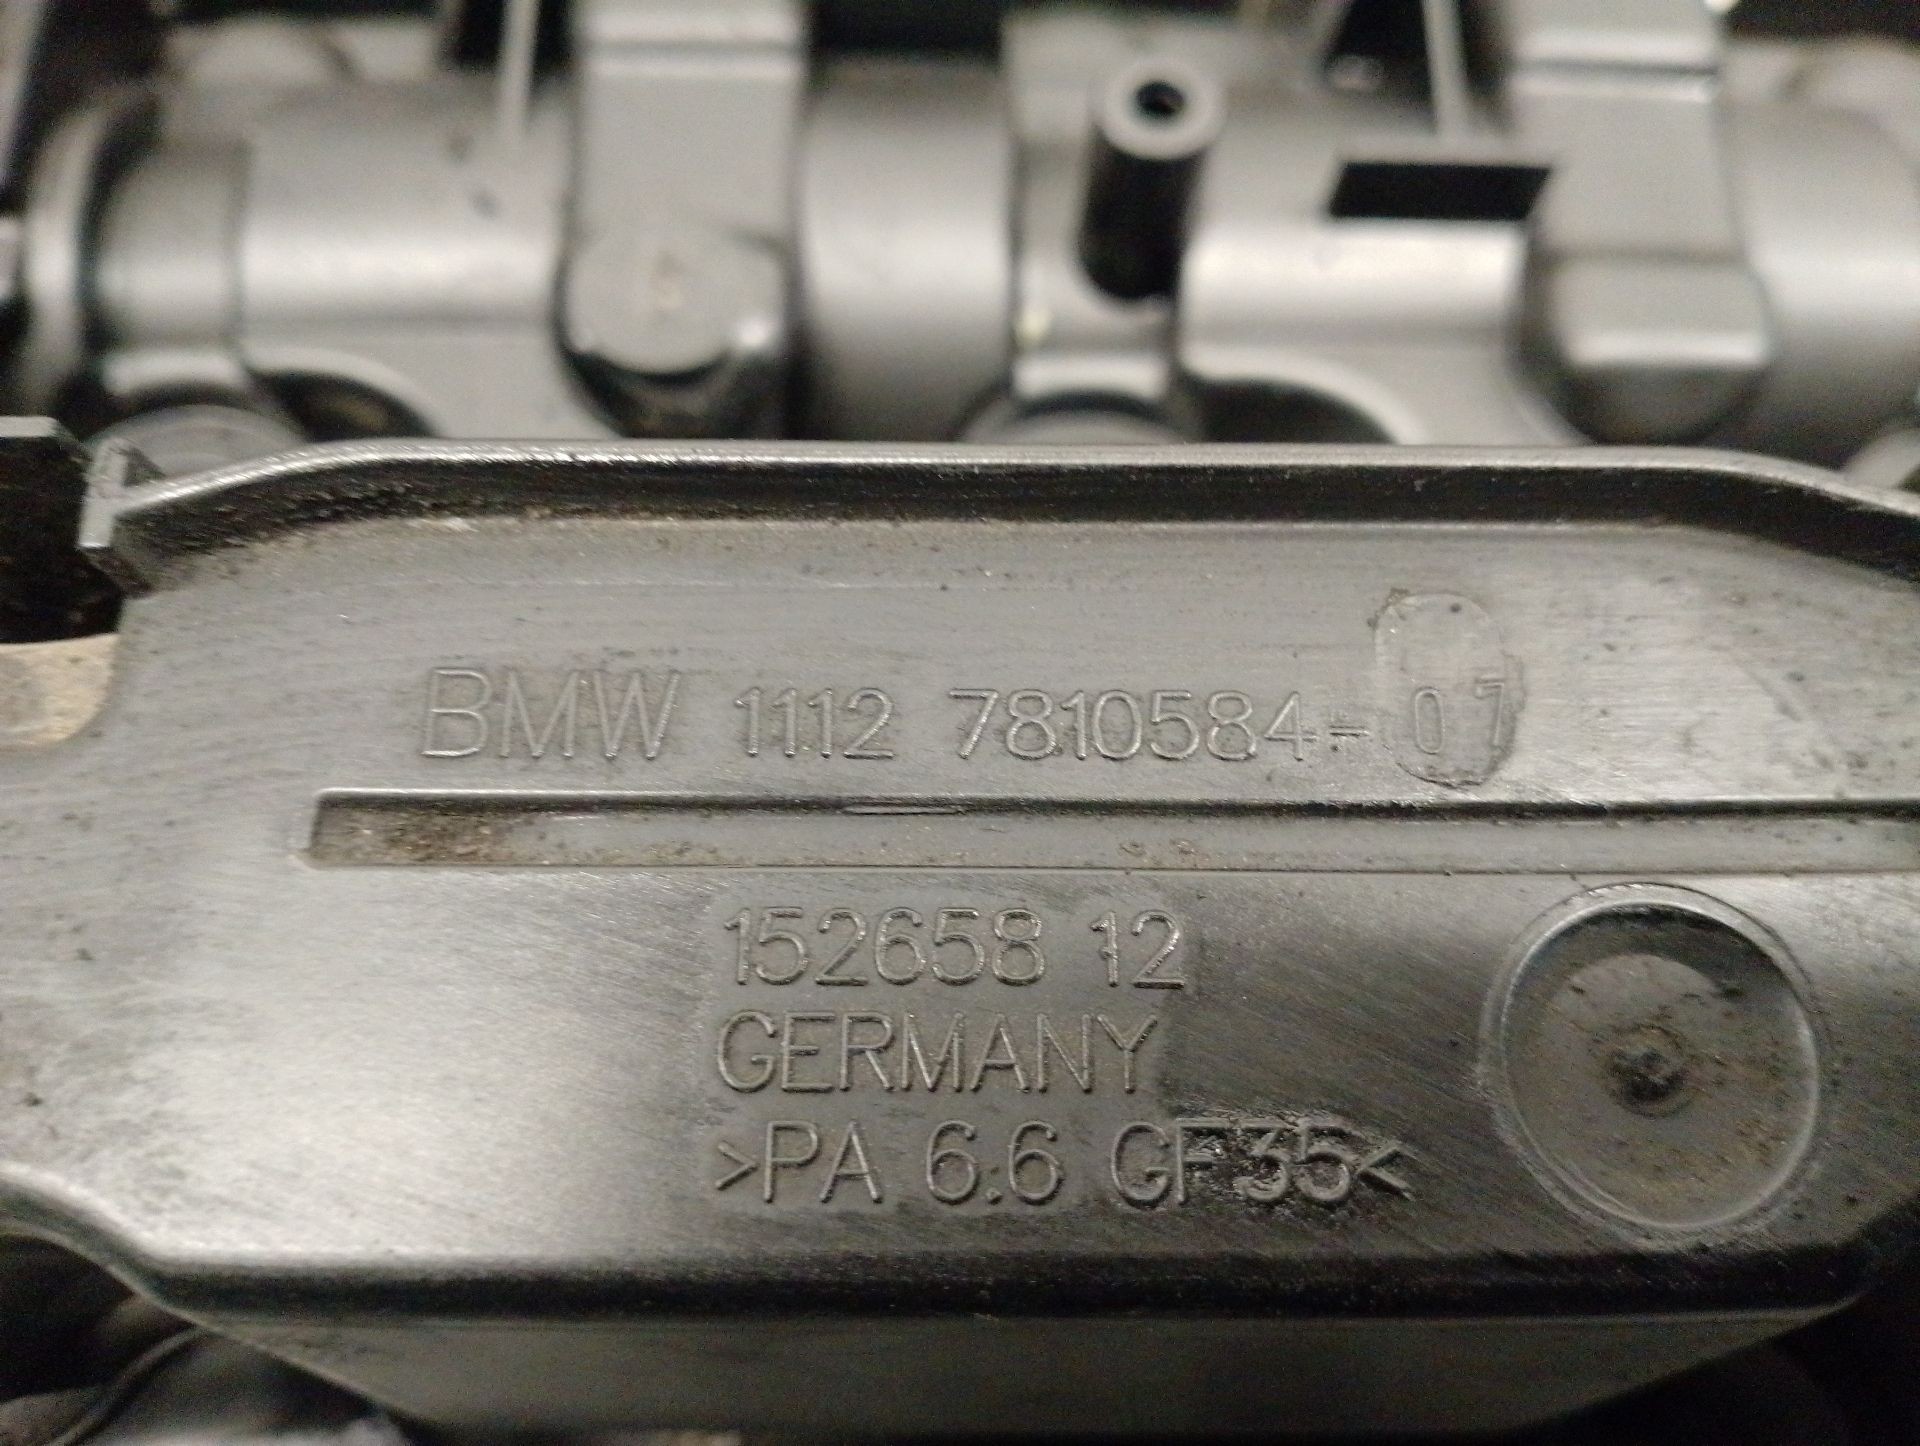 BMW 1112 7810584-07
152658 12
GERMANY
>PA 6.6 GF35<